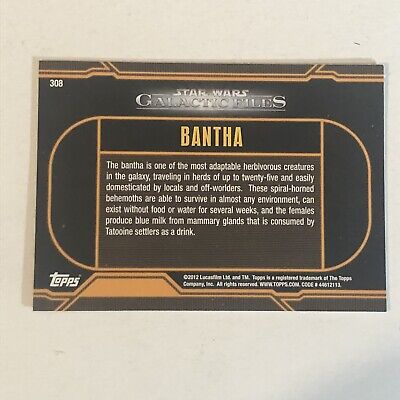 308
STAR WARS
GALACTIC FILES
BANTHA
The bantha is one of the most adaptable herbivorous creatures
in the galaxy, traveling in herds of up to twenty-five and easily
domesticated by locals and off-worlders. These spiral-horned
behemoths are able to survive in almost any environment, can
exist without food or water for several weeks, and the females
produce blue milk from mammary glands that is consumed by
Tatooine settlers as a drink.
Topps
©2012 Lucasfilm Ltd. and TM. Topps is a registered trademark of The Topps
Company, Inc. All rights reserved. WWW.TOPPS.COM. CODE # 44612113.